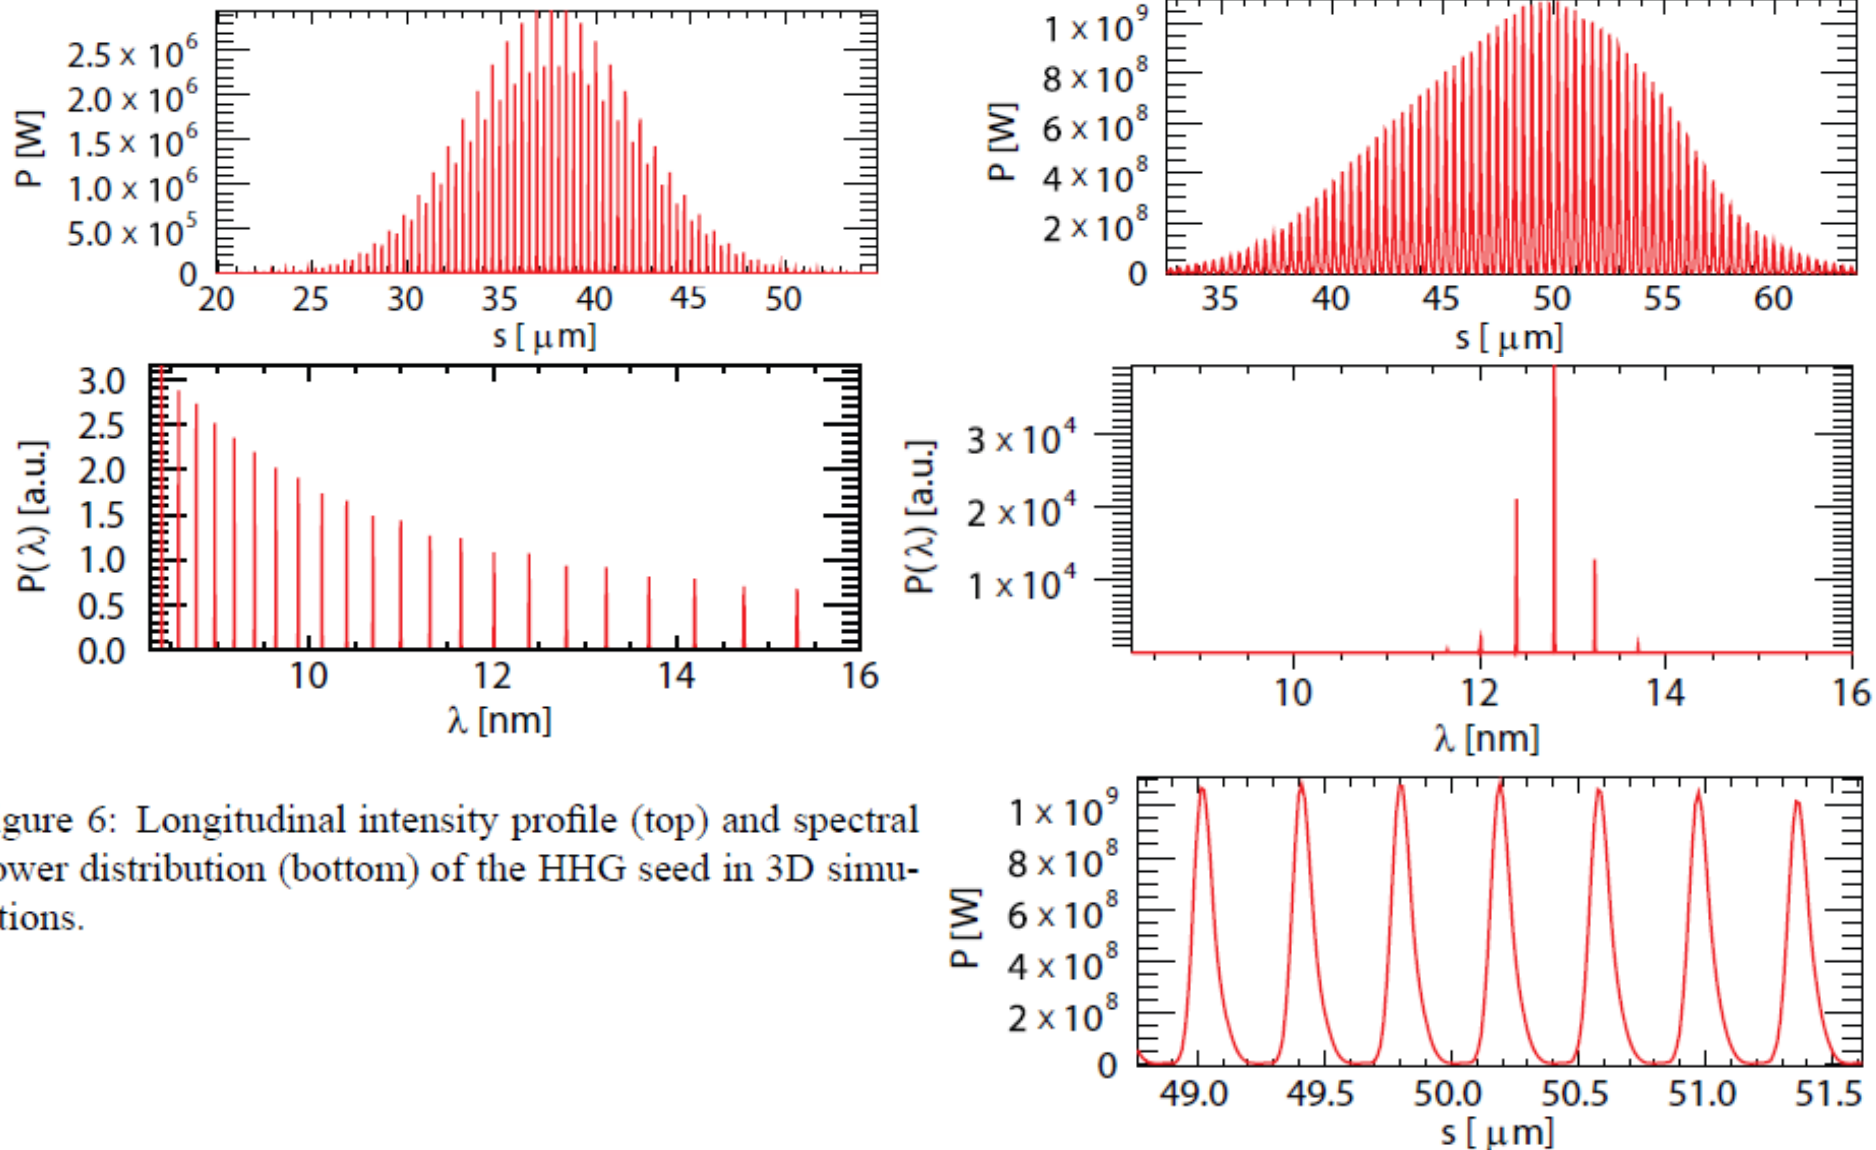 2.5 × 10⁶
2.0 × 10⁶
1.5 × 10⁶
1.0 × 10⁶
5.0 × 10⁵
0
P [W]
20 25 30 35 40 45 50
s [ μm]
3.0
2.5
2.0
1.5
1.0
0.5
0.0
P(λ) [a.u.]
10 12 14 16
λ [nm]
gure 6: Longitudinal intensity profile (top) and spectral
ower distribution (bottom) of the HHG seed in 3D simu-
tions.
1 × 10⁹
8 × 10⁸
6 × 10⁸
4 × 10⁸
2 × 10⁸
0
P [W]
35 40 45 50 55 60
s [ μm]
3 × 10⁴
2 × 10⁴
1 × 10⁴
P(λ) [a.u.]
10 12 14 16
λ [nm]
1 × 10⁹
8 × 10⁸
6 × 10⁸
4 × 10⁸
2 × 10⁸
0
P [W]
49.0 49.5 50.0 50.5 51.0 51.5
s [ μm]